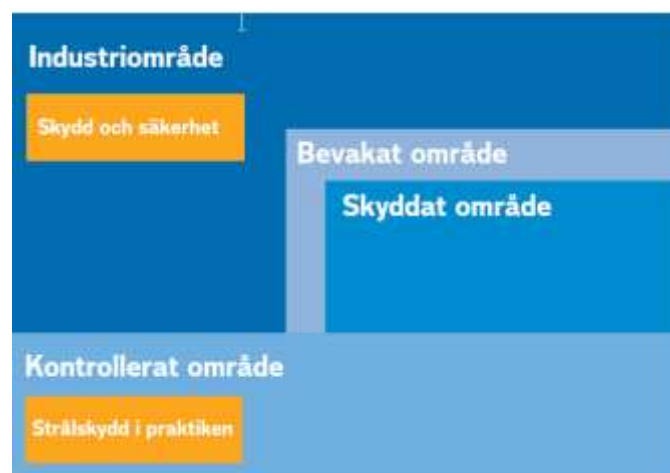 Industriområde
Skydd och säkerhet
Bevakat område
Skyddat område
Kontrollerat område
Strålskydd i praktiken